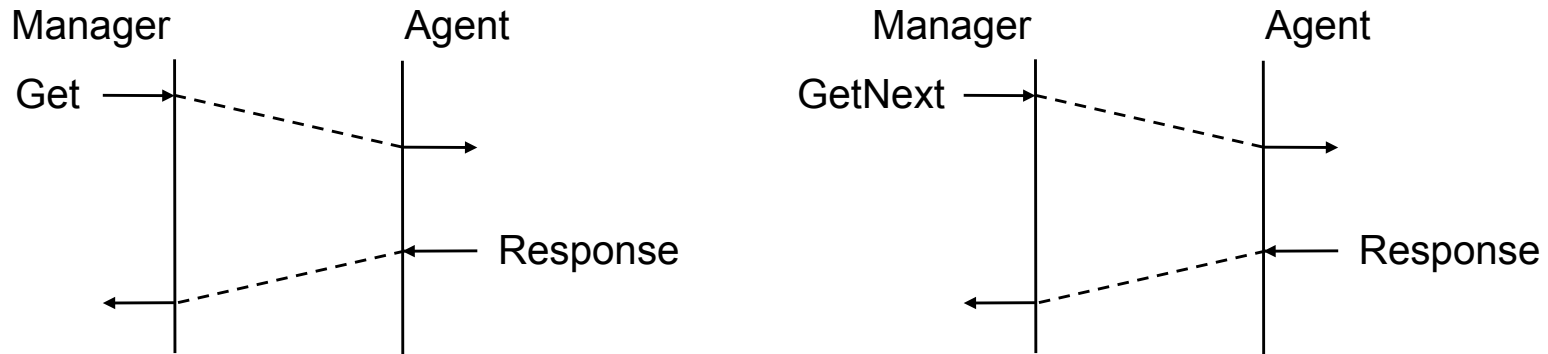 Manager Agent
Get
Response
Manager Agent
GetNext
Response